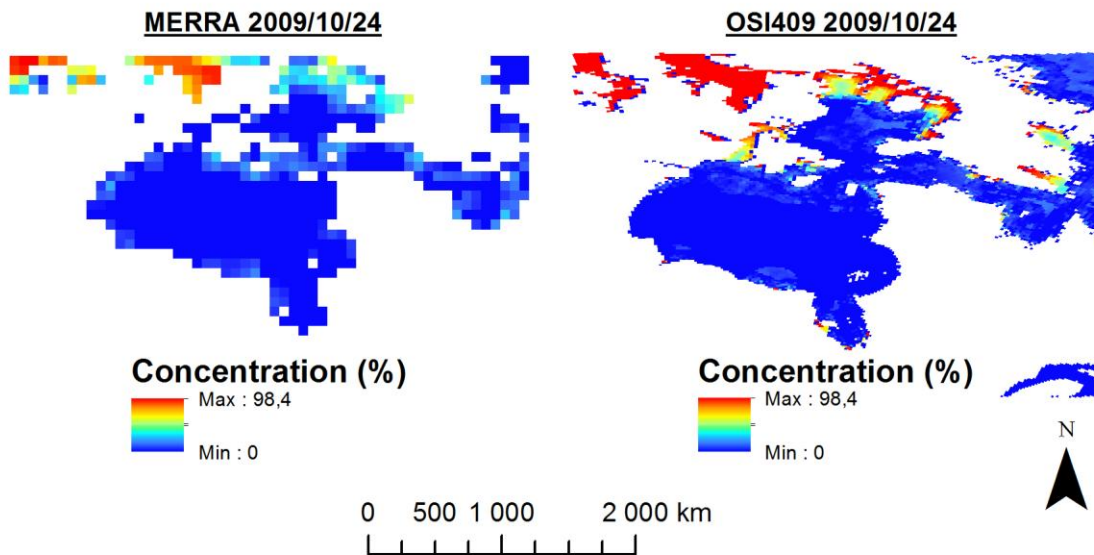 MERRA 2009/10/24
OSI409 2009/10/24
Concentration (%)
Max : 98,4
Min : 0
Concentration (%)
Max : 98,4
Min : 0
N
0 500 1 000 2 000 km